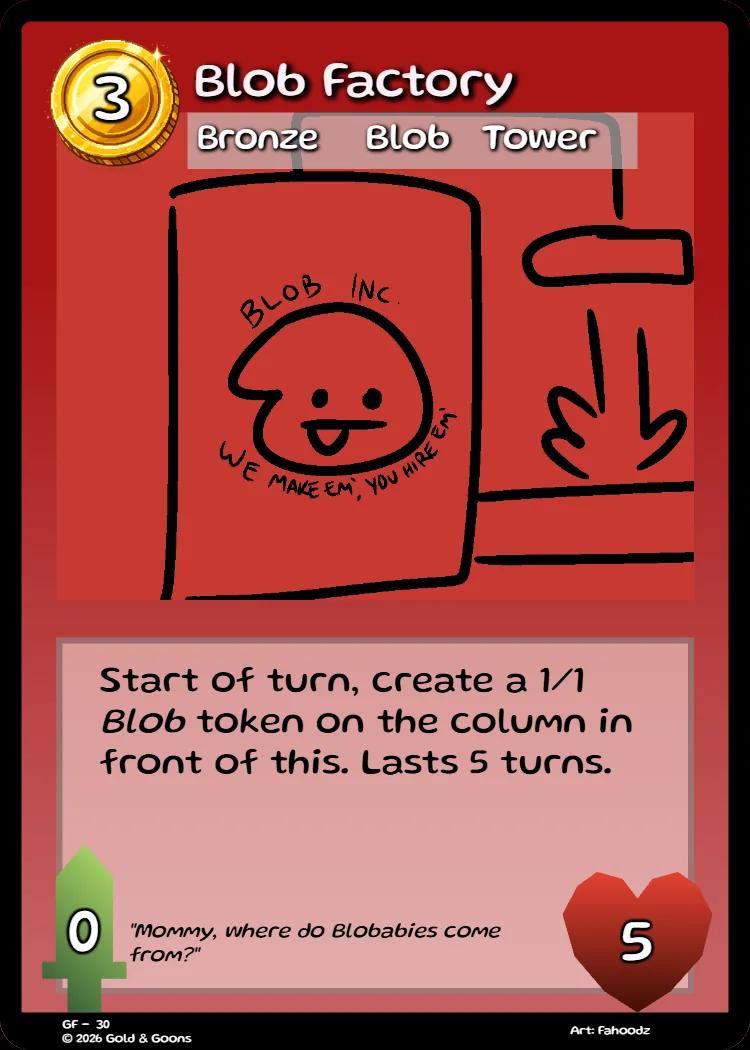 3
Blob Factory
Bronze Blob Tower
BLOB INC.
WE MAKE EM', YOU HIRE EM'
Start of turn, create a 1/1
Blob token on the column in
front of this. Lasts 5 turns.
0
"Mommy, where do Blobabies come
from?"
5
GF - 30
© 2026 Gold & Goons
Art: Fahoodz